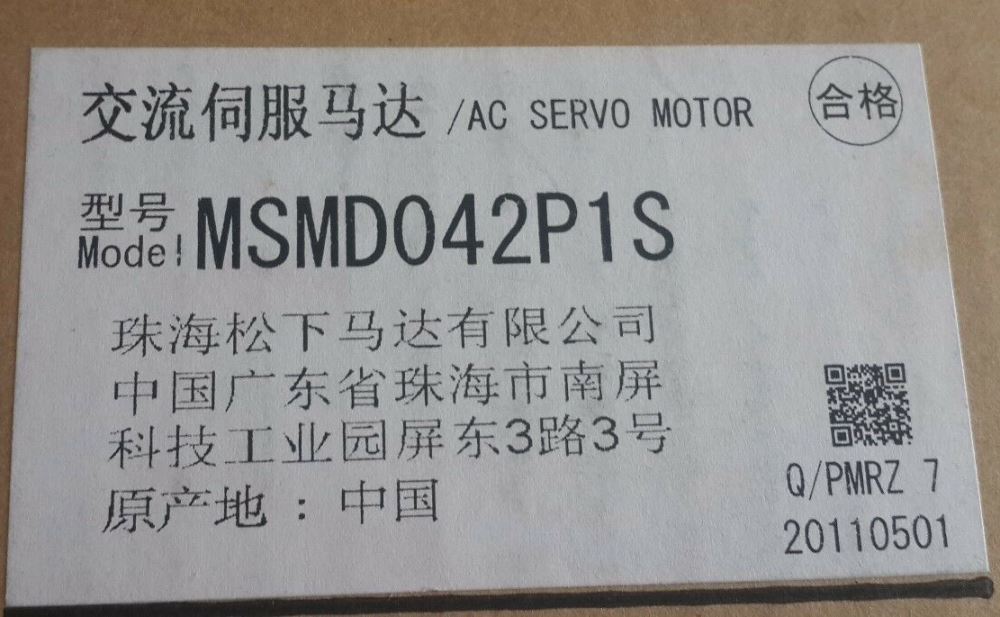 交流伺服马达 /AC SERVO MOTOR
合格
型号
Model
MSMD042P1S
珠海松下马达有限公司
中国广东省珠海市南屏
科技工业园屏东3路3号
原产地：中国
Q/PMRZ 7
20110501